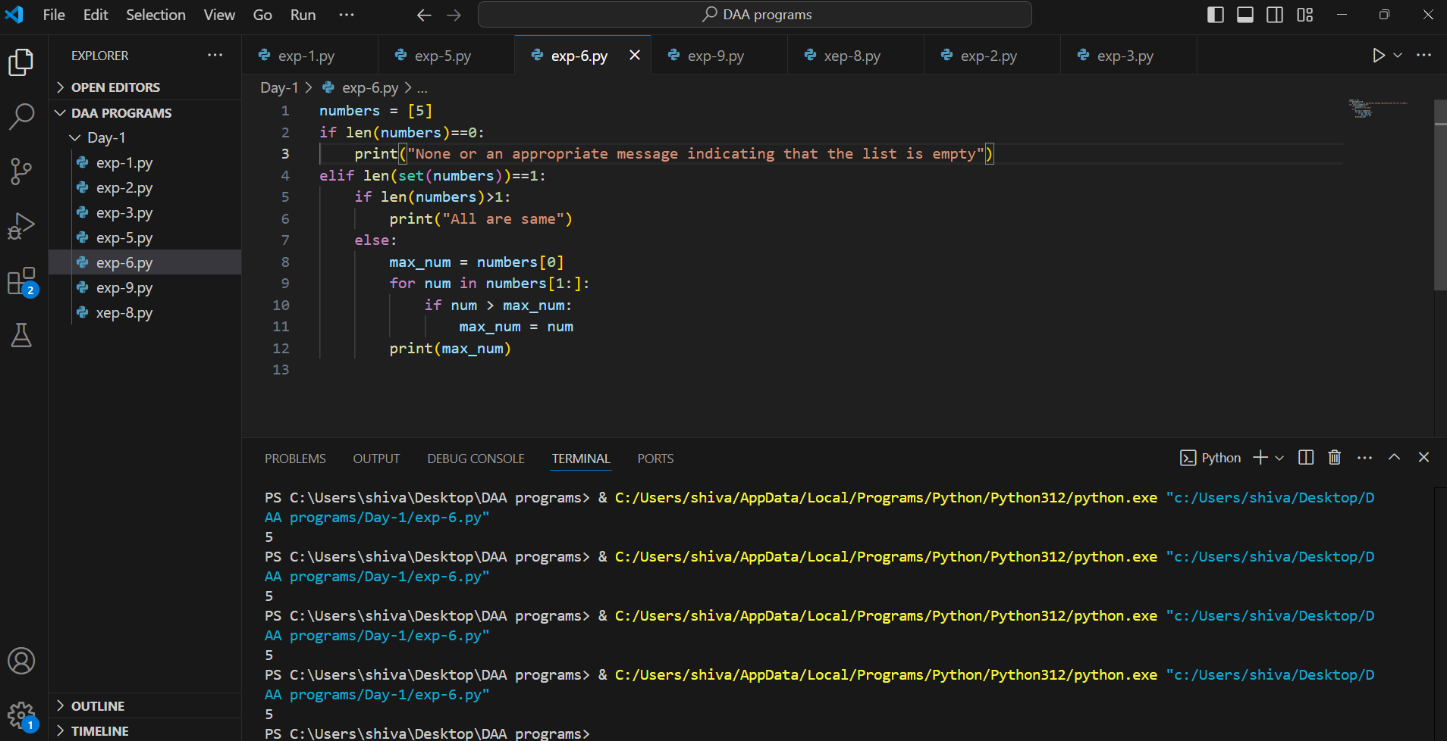 File Edit Selection View Go Run ··· DAA programs
EXPLORER ···
OPEN EDITORS
DAA PROGRAMS
Day-1
exp-1.py
exp-2.py
exp-3.py
exp-5.py
exp-6.py
exp-9.py
xep-8.py
OUTLINE
TIMELINE
2
1
exp-1.py exp-5.py exp-6.py exp-9.py xep-8.py exp-2.py exp-3.py
Day-1 > exp-6.py > ...
1 numbers = [5]
2 if len(numbers)==0:
3 print("None or an appropriate message indicating that the list is empty")
4 elif len(set(numbers))==1:
5 if len(numbers)>1:
6 print("All are same")
7 else:
8 max_num = numbers[0]
9 for num in numbers[1:]:
10 if num > max_num:
11 max_num = num
12 print(max_num)
13
PROBLEMS OUTPUT DEBUG CONSOLE TERMINAL PORTS Python
PS C:\Users\shiva\Desktop\DAA programs> & C:/Users/shiva/AppData/Local/Programs/Python/Python312/python.exe "c:/Users/shiva/Desktop/D
AA programs/Day-1/exp-6.py"
5
PS C:\Users\shiva\Desktop\DAA programs> & C:/Users/shiva/AppData/Local/Programs/Python/Python312/python.exe "c:/Users/shiva/Desktop/D
AA programs/Day-1/exp-6.py"
5
PS C:\Users\shiva\Desktop\DAA programs> & C:/Users/shiva/AppData/Local/Programs/Python/Python312/python.exe "c:/Users/shiva/Desktop/D
AA programs/Day-1/exp-6.py"
5
PS C:\Users\shiva\Desktop\DAA programs> & C:/Users/shiva/AppData/Local/Programs/Python/Python312/python.exe "c:/Users/shiva/Desktop/D
AA programs/Day-1/exp-6.py"
5
PS C:\Users\shiva\Desktop\DAA programs>